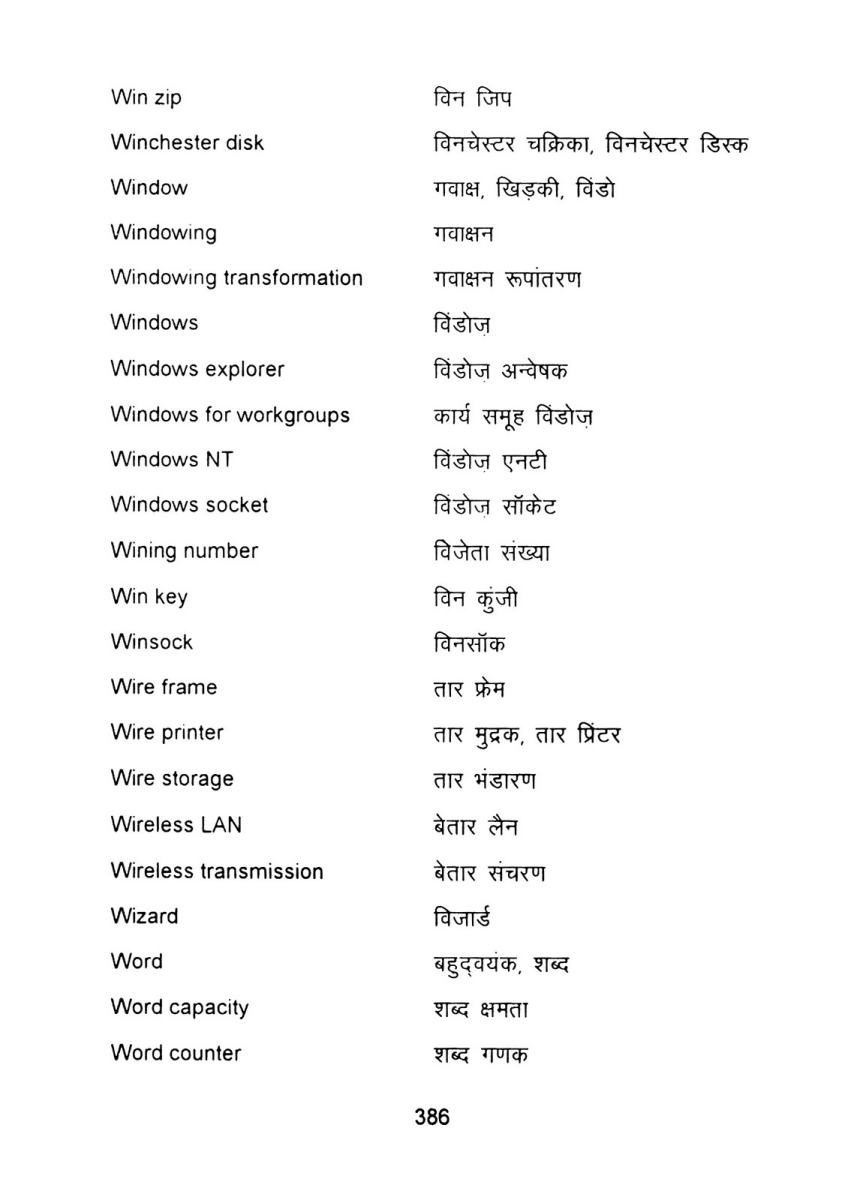 Win zip विन जिप
Winchester disk विनचेस्टर चक्रिका, विनचेस्टर डिस्क
Window गवाक्ष, खिड़की, विंडो
Windowing गवाक्षन
Windowing transformation गवाक्षन रूपांतरण
Windows विंडोज़
Windows explorer विंडोज़ अन्वेषक
Windows for workgroups कार्य समूह विंडोज़
Windows NT विंडोज़ एनटी
Windows socket विंडोज़ सॉकेट
Wining number विजेता संख्या
Win key विन कुंजी
Winsock विनसॉक
Wire frame तार फ्रेम
Wire printer तार मुद्रक, तार प्रिंटर
Wire storage तार भंडारण
Wireless LAN बेतार लैन
Wireless transmission बेतार संचरण
Wizard विजार्ड
Word बहुद्वयंक, शब्द
Word capacity शब्द क्षमता
Word counter शब्द गणक
386